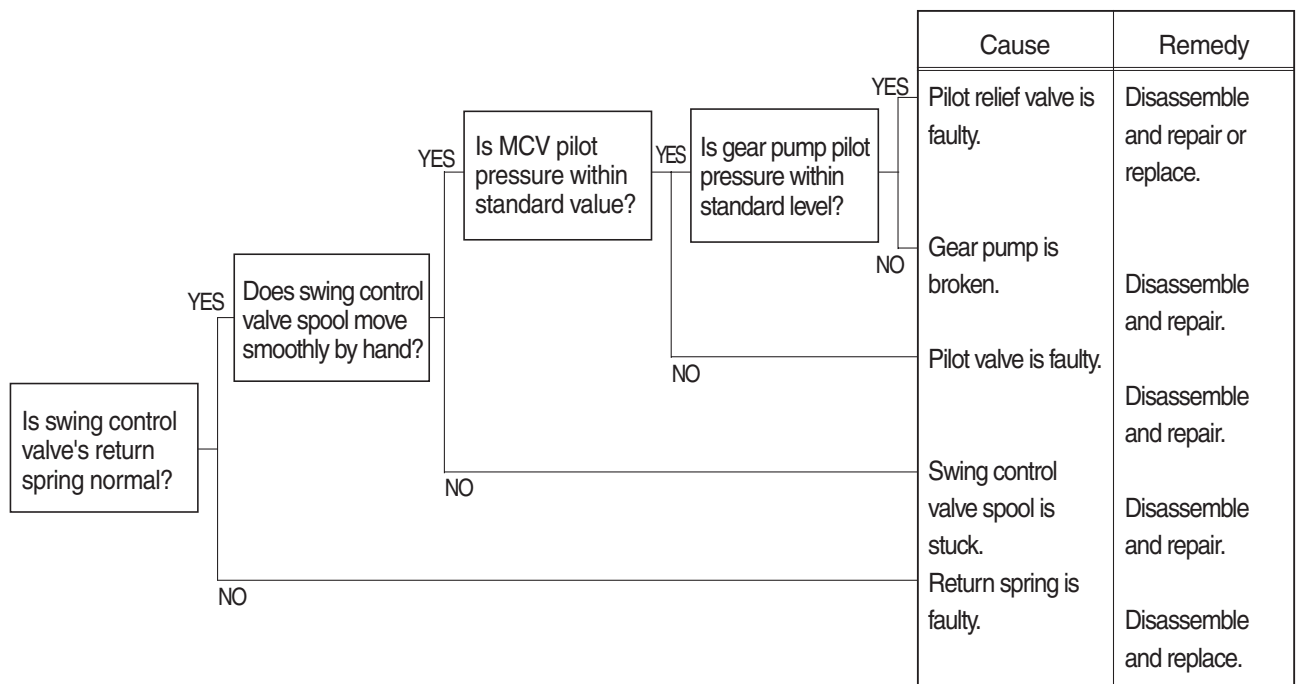 Cause
Remedy
YES
Pilot relief valve is
faulty.
Disassemble
and repair or
replace.
YES
Is MCV pilot
pressure within
standard value?
YES
Is gear pump pilot
pressure within
standard level?
NO
Gear pump is
broken.
Disassemble
and repair.
YES
Does swing control
valve spool move
smoothly by hand?
NO
Pilot valve is faulty.
Disassemble
and repair.
Is swing control
valve's return
spring normal?
NO
Swing control
valve spool is
stuck.
Disassemble
and repair.
NO
Return spring is
faulty.
Disassemble
and replace.